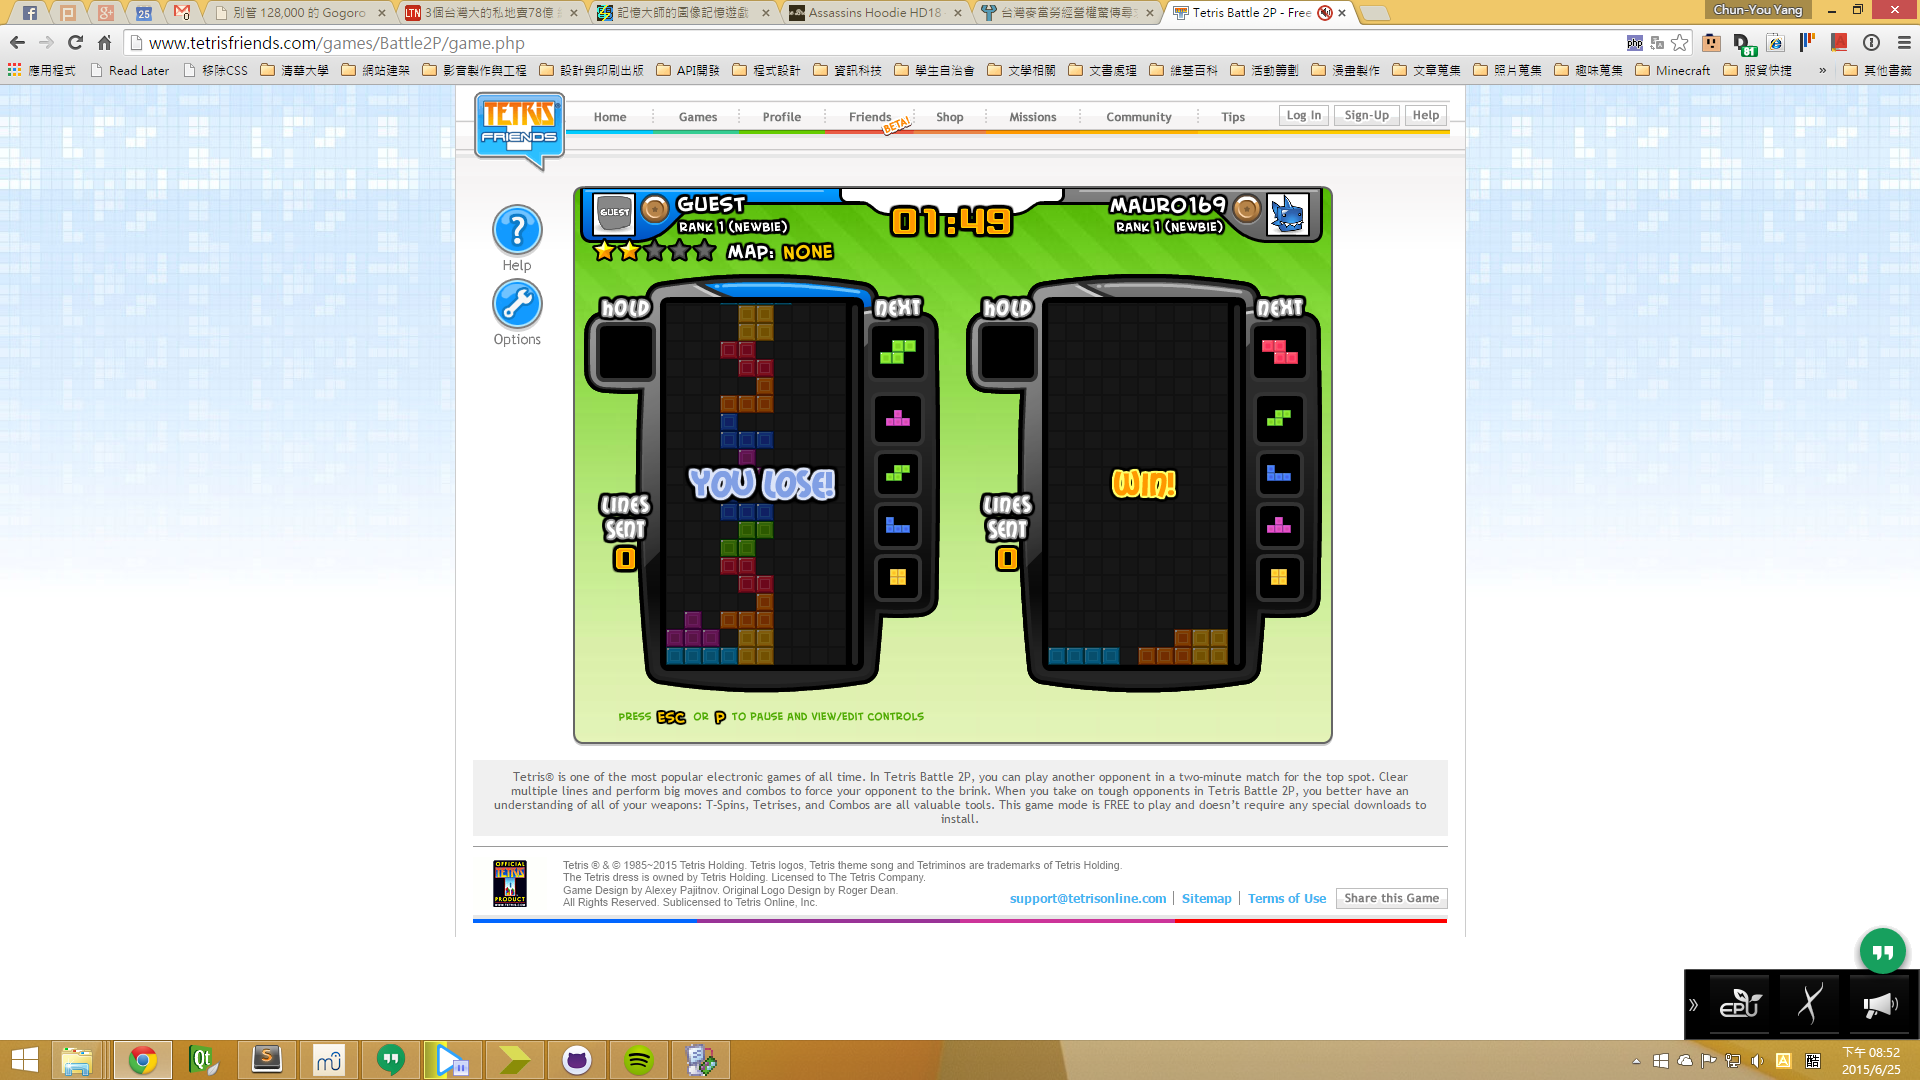 25
別管 128,000 的 Gogoro
LTN 3個台灣大的私地賣78億
記憶大師的圖像記憶遊戲
Assassins Hoodie HD18
台灣麥當勞經營權驚傳尋
Tetris Battle 2P - Free
Chun-You Yang
www.tetrisfriends.com/games/Battle2P/game.php
php
81
應用程式
Read Later
移除CSS
清華大學
網站建架
影音製作與工程
設計與印刷出版
API開發
程式設計
資訊科技
學生自治會
文學相關
文書處理
維基百科
活動籌劃
漫畫製作
文章蒐集
照片蒐集
趣味蒐集
Minecraft
服貿快捷
»
其他書籤
TETRIS
FRIENDS
Home
Games
Profile
Friends
BETA!
Shop
Missions
Community
Tips
Log In
Sign-Up
Help
Help
Options
GUEST
GUEST
RANK 1 (NEWBIE)
MAP: NONE
01:49
MAURO169
RANK 1 (NEWBIE)
HOLD
NEXT
HOLD
NEXT
YOU LOSE!
WIN!
LINES
SENT
0
LINES
SENT
0
PRESS ESC OR P TO PAUSE AND VIEW/EDIT CONTROLS
Tetris® is one of the most popular electronic games of all time. In Tetris Battle 2P, you can play another opponent in a two-minute match for the top spot. Clear
multiple lines and perform big moves and combos to force your opponent to the brink. When you take on tough opponents in Tetris Battle 2P, you better have an
understanding of all of your weapons: T-Spins, Tetrises, and Combos are all valuable tools. This game mode is FREE to play and doesn't require any special downloads to
install.
OFFICIAL
TETRIS
PRODUCT
Tetris ® & © 1985~2015 Tetris Holding. Tetris logos, Tetris theme song and Tetriminos are trademarks of Tetris Holding.
The Tetris dress is owned by Tetris Holding. Licensed to The Tetris Company.
Game Design by Alexey Pajitnov. Original Logo Design by Roger Dean.
All Rights Reserved. Sublicensed to Tetris Online, Inc.
support@tetrisonline.com
Sitemap
Terms of Use
Share this Game
EPU
Qt
下午 08:52
2015/6/25